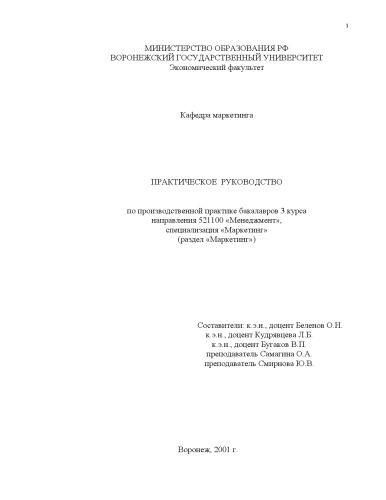 1
МИНИСТЕРСТВО ОБРАЗОВАНИЯ РФ
ВОРОНЕЖСКИЙ ГОСУДАРСТВЕННЫЙ УНИВЕРСИТЕТ
Экономический факультет
Кафедра маркетинга
ПРАКТИЧЕСКОЕ РУКОВОДСТВО
по производственной практике бакалавров 3 курса
направления 521100 «Менеджмент»,
специализация «Маркетинг»
(раздел «Маркетинг»)
Составители: к.э.н., доцент Беленов О.Н.
к.э.н., доцент Кудрявцева Л.Б.
к.э.н., доцент Бугаков В.П.
преподаватель Самагина О.А.
преподаватель Смирнова Ю.В.
Воронеж, 2001 г.